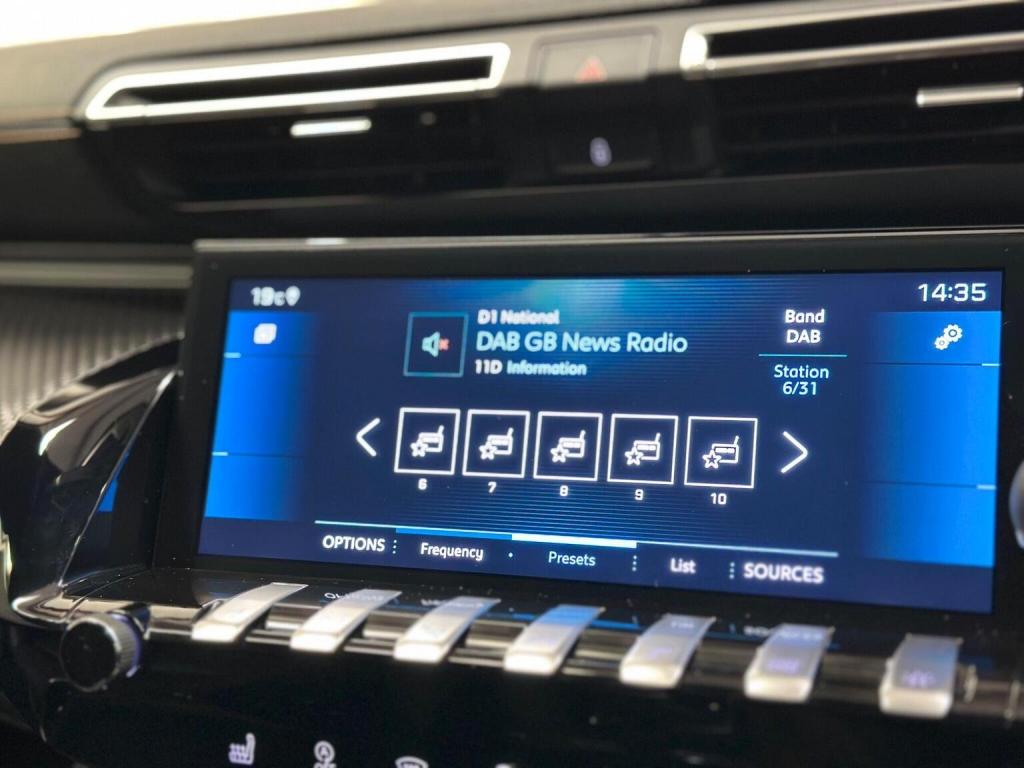 19c
14:35
D1 National
DAB GB News Radio
11D Information
Band
DAB
Station
6/31
6 7 8 9 10
OPTIONS Frequency Presets List SOURCES